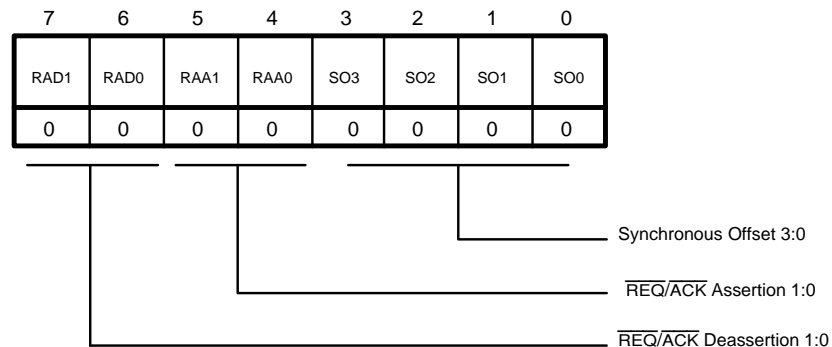 7 6 5 4 3 2 1 0
RAD1 RAD0 RAA1 RAA0 SO3 SO2 SO1 SO0
0 0 0 0 0 0 0 0
Synchronous Offset 3:0
REQ/ACK Assertion 1:0
REQ/ACK Deassertion 1:0